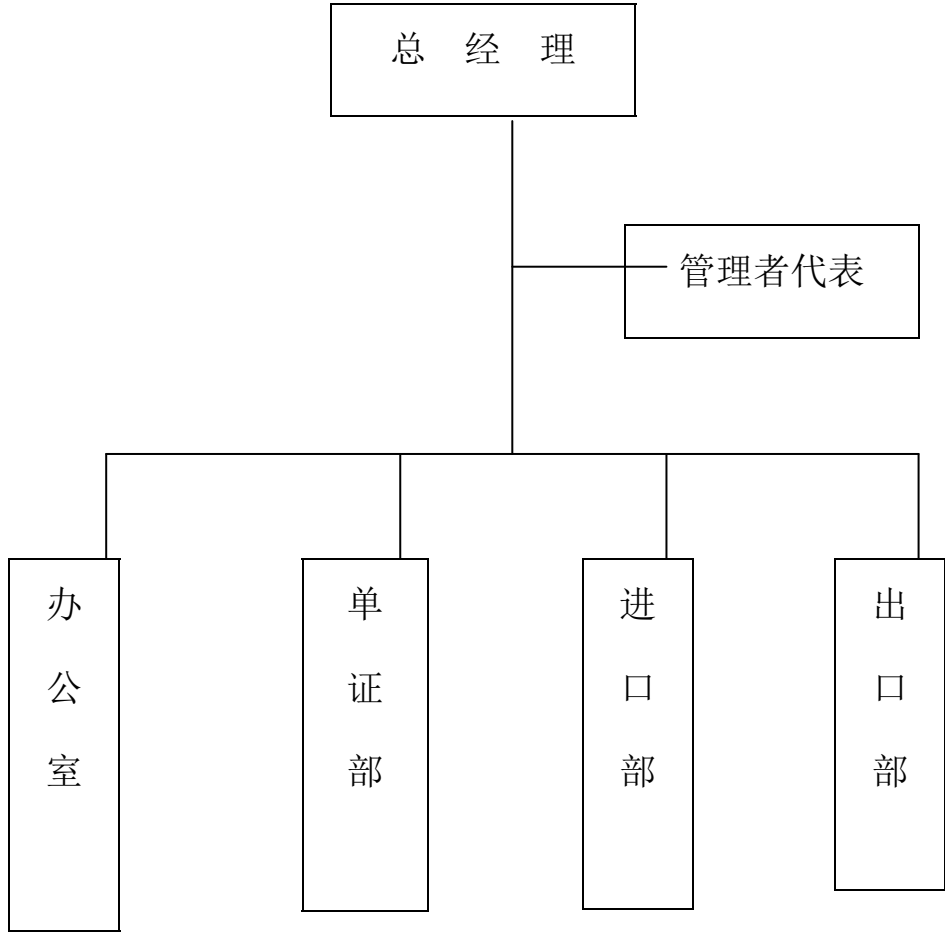 总 经 理
管理者代表
办公室
单证部
进口部
出口部